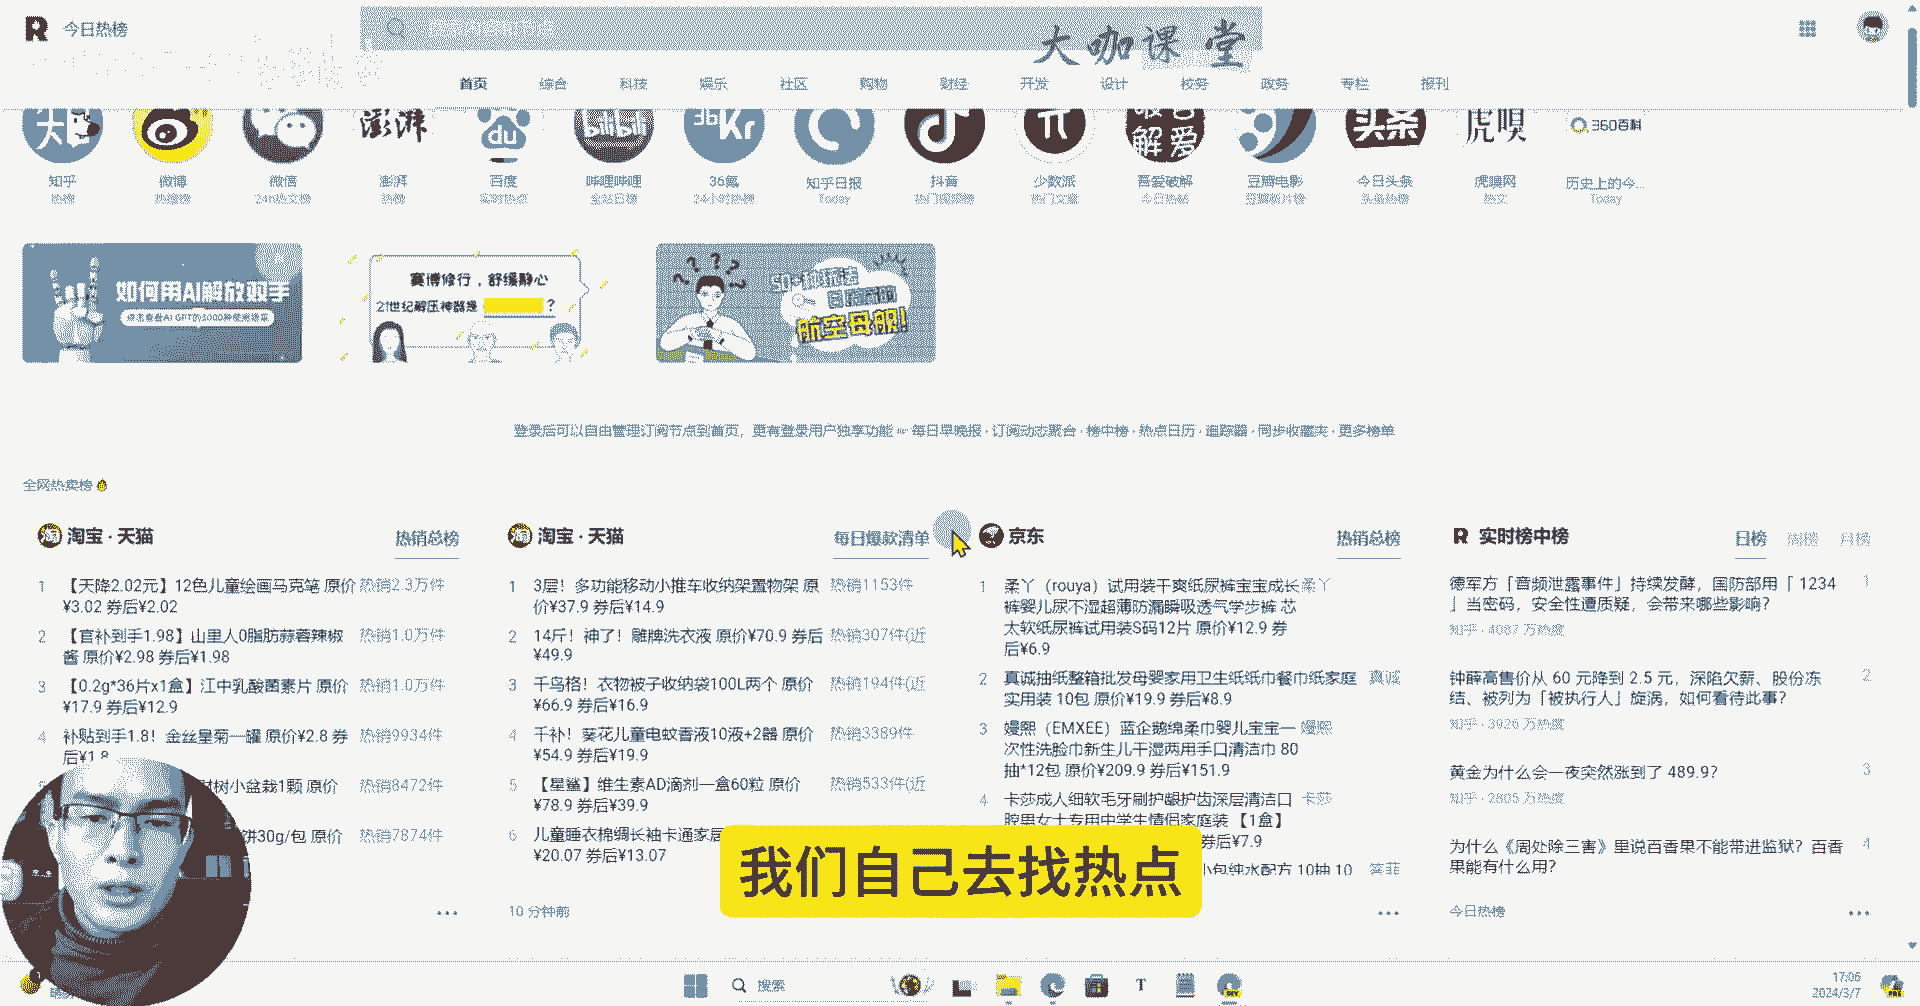 今日热榜
大咖课堂
首页 综合 科技 娱乐 社区 购物 财经 开发 设计 校务 政务 专栏 报刊
澎湃 du bilibili 36Kr 头条 虎嗅 360百科
知乎 微博 微信 澎湃 百度 哔哩哔哩 36氪 知乎日报 抖音 少数派 吾爱破解 豆瓣电影 今日头条 虎嗅网 历史上的今...
热榜 热搜榜 24h热文榜 热榜 实时热点 全站日榜 24小时热榜 Today 热门视频榜 热门文章 今日热帖 头条热榜 热文 Today
如何用AI解放双手
赛博修行，舒缓静心
21世纪解压神器是 ？
航空母舰!
登录后可以自由管理订阅节点到首页，更有登录用户独享功能 每日早晚报 · 订阅动态聚合 · 榜中榜 · 热点日历 · 追踪器 · 同步收藏夹 · 更多榜单
全网热卖榜
淘宝 · 天猫 热销总榜
1 【天降2.02元】12色儿童绘画马克笔 原价 热销2.3万件
¥3.02 券后¥2.02
2 【官补到手1.98】山里人0脂肪蒜蓉辣椒 热销1.0万件
酱 原价¥2.98 券后¥1.98
3 【0.2g*36片x1盒】江中乳酸菌素片 原价 热销1.0万件
¥17.9 券后¥12.9
4 补贴到手1.8！金丝皇菊一罐 原价¥2.8 券 热销9934件
后¥1.8
财树小盆栽1颗 原价 热销8472件
饼30g/包 原价 热销7874件
淘宝 · 天猫 每日爆款清单
1 3层！多功能移动小推车收纳架置物架 原 热销1153件
价¥37.9 券后¥14.9
2 14斤！神了！雕牌洗衣液 原价¥70.9 券后 热销307件(近
¥49.9
3 千鸟格！衣物被子收纳袋100L两个 原价 热销194件(近
¥66.9 券后¥16.9
4 千补！葵花儿童电蚊香液10液+2器 原价 热销3389件
¥54.9 券后¥19.9
5 【星鲨】维生素AD滴剂一盒60粒 原价 热销533件(近
¥78.9 券后¥39.9
6 儿童睡衣棉绸长袖卡通家居
¥20.07 券后¥13.07
10 分钟前
京东 热销总榜
1 柔丫（rouya）试用装干爽纸尿裤宝宝成长 柔丫
裤婴儿尿不湿超薄防漏瞬吸透气学步裤 芯
太软纸尿裤试用装S码12片 原价¥12.9 券
后¥6.9
2 真诚抽纸整箱批发母婴家用卫生纸纸巾餐巾纸家庭 真诚
实用装 10包 原价¥19.9 券后¥8.9
3 嫚熙（EMXEE）蓝企鹅绵柔巾婴儿宝宝一 嫚熙
次性洗脸巾新生儿干湿两用手口清洁巾 80
抽*12包 原价¥209.9 券后¥151.9
4 卡莎成人细软毛牙刷护龈护齿深层清洁口 卡莎
腔男女士专用中学生情侣家庭装 【1盒】
券后¥7.9
小包纯水配方 10抽 10
R 实时榜中榜 日榜 周榜 月榜
德军方「音频泄露事件」持续发酵，国防部用「 1234 1
」当密码，安全性遭质疑，会带来哪些影响？
知乎 · 4087 万热度
钟薛高售价从 60 元降到 2.5 元，深陷欠薪、股份冻 2
结、被列为「被执行人」旋涡，如何看待此事？
知乎 · 3926 万热度
黄金为什么会一夜突然涨到了 489.9？ 3
知乎 · 2805 万热度
为什么《周处除三害》里说百香果不能带进监狱？百香 4
果能有什么用？
今日热榜
我们自己去找热点
搜索
17:06
2024/3/7